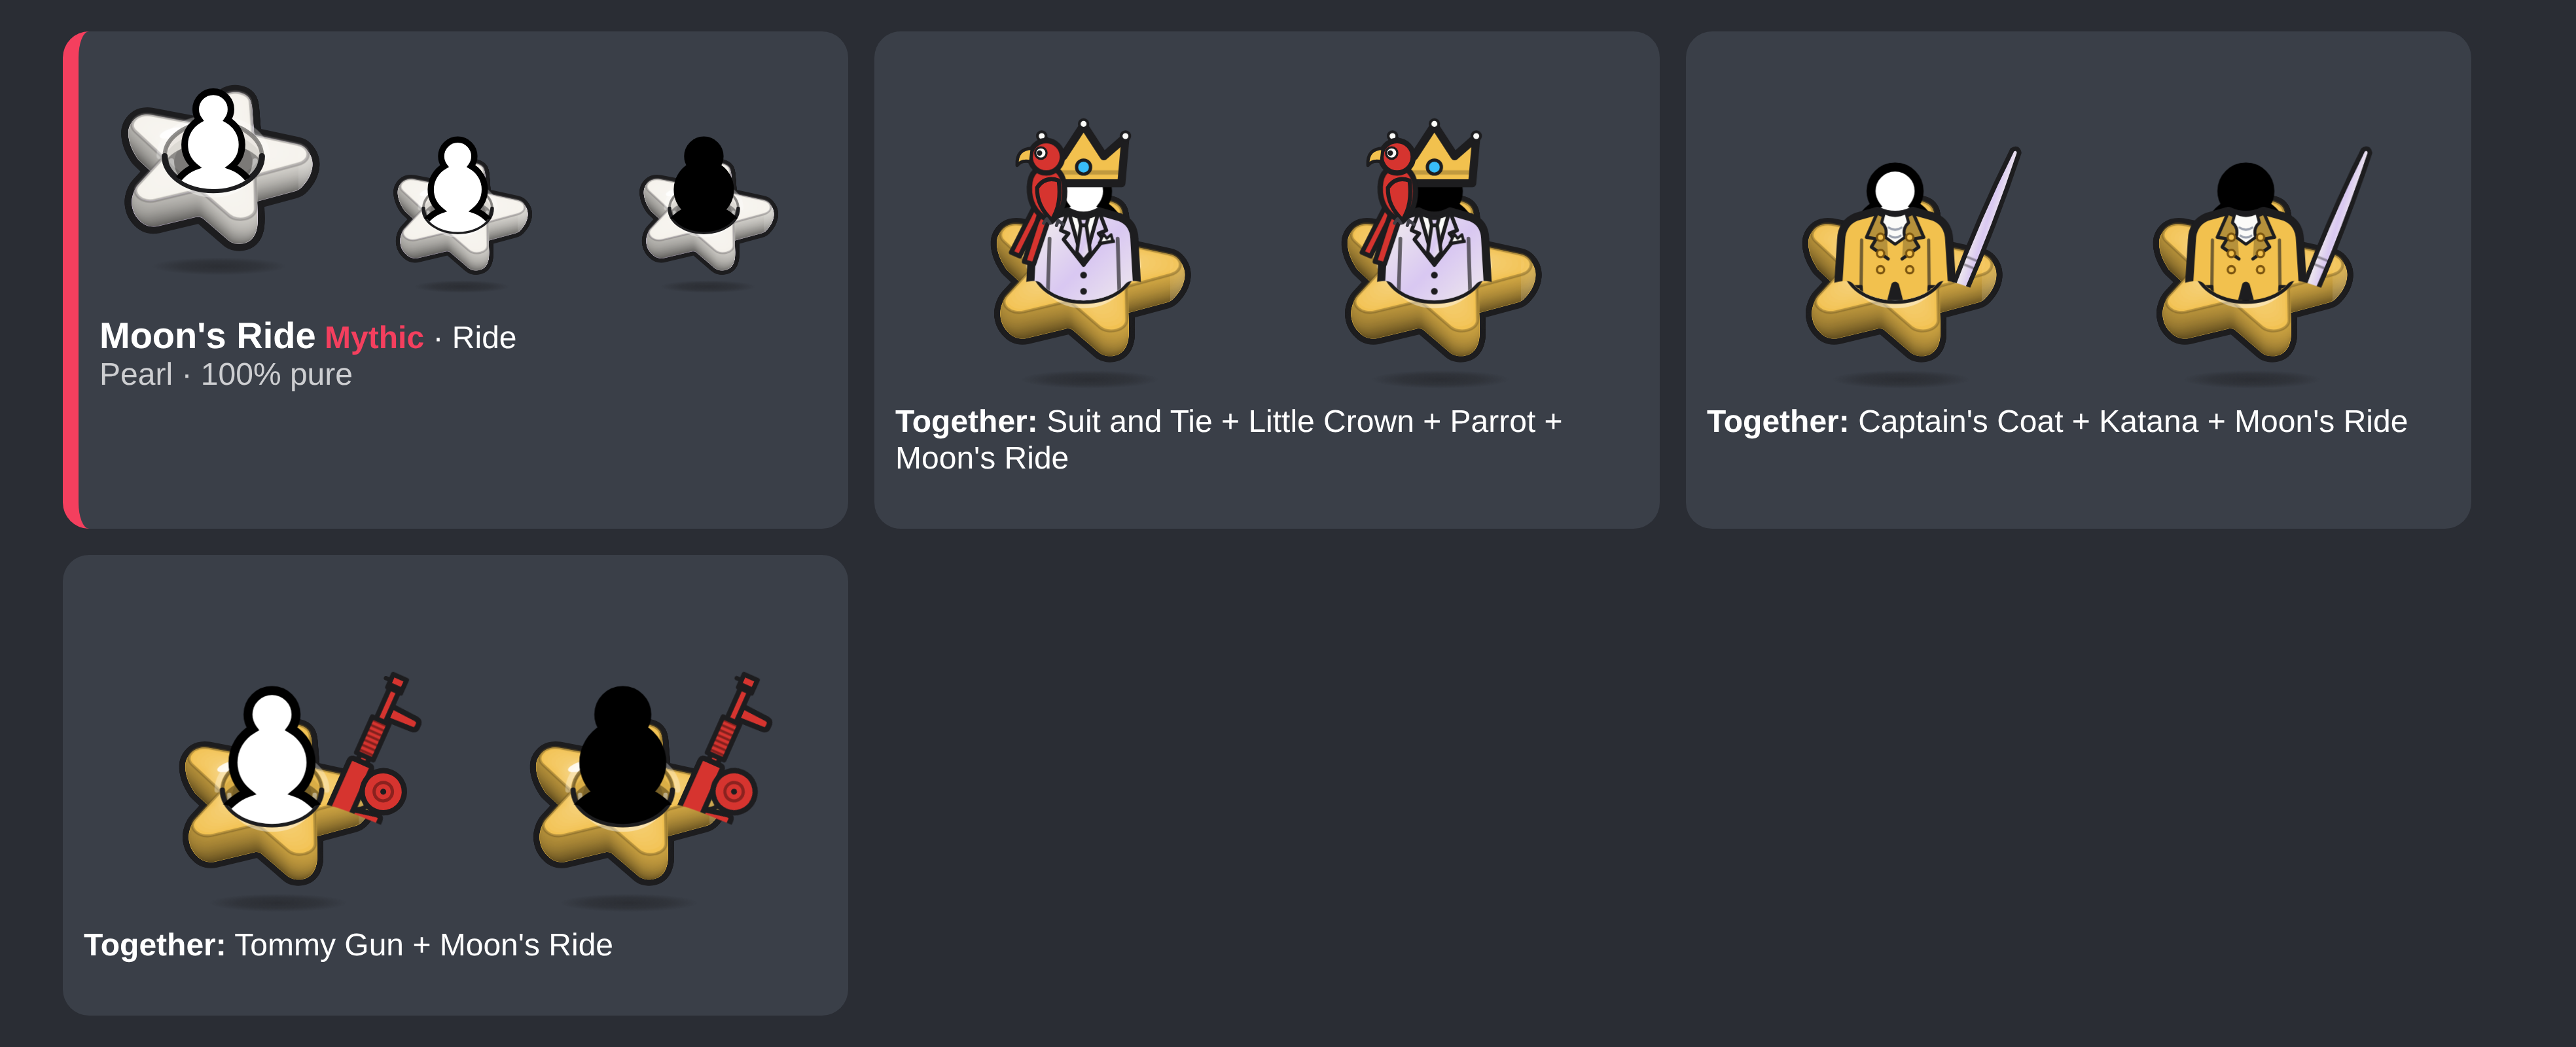 Moon's Ride Mythic · Ride
Pearl · 100% pure
Together: Suit and Tie + Little Crown + Parrot +
Moon's Ride
Together: Captain's Coat + Katana + Moon's Ride
Together: Tommy Gun + Moon's Ride